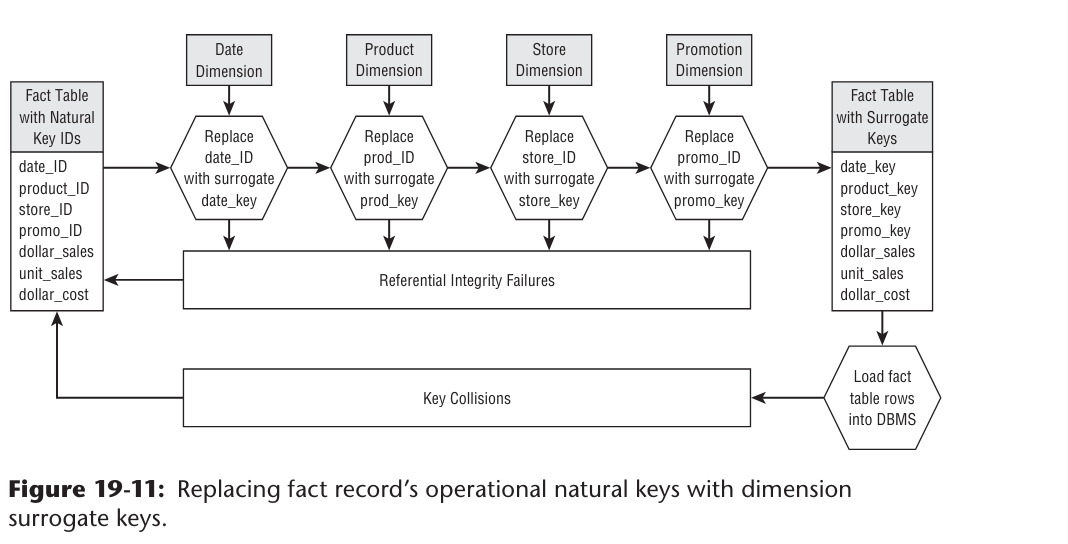 Date
Dimension
Product
Dimension
Store
Dimension
Promotion
Dimension
Fact Table
with Natural
Key IDs
date_ID
product_ID
store_ID
promo_ID
dollar_sales
unit_sales
dollar_cost
Replace
date_ID
with surrogate
date_key
Replace
prod_ID
with surrogate
prod_key
Replace
store_ID
with surrogate
store_key
Replace
promo_ID
with surrogate
promo_key
Fact Table
with Surrogate
Keys
date_key
product_key
store_key
promo_key
dollar_sales
unit_sales
dollar_cost
Referential Integrity Failures
Key Collisions
Load fact
table rows
into DBMS
Figure 19-11: Replacing fact record’s operational natural keys with dimension
surrogate keys.